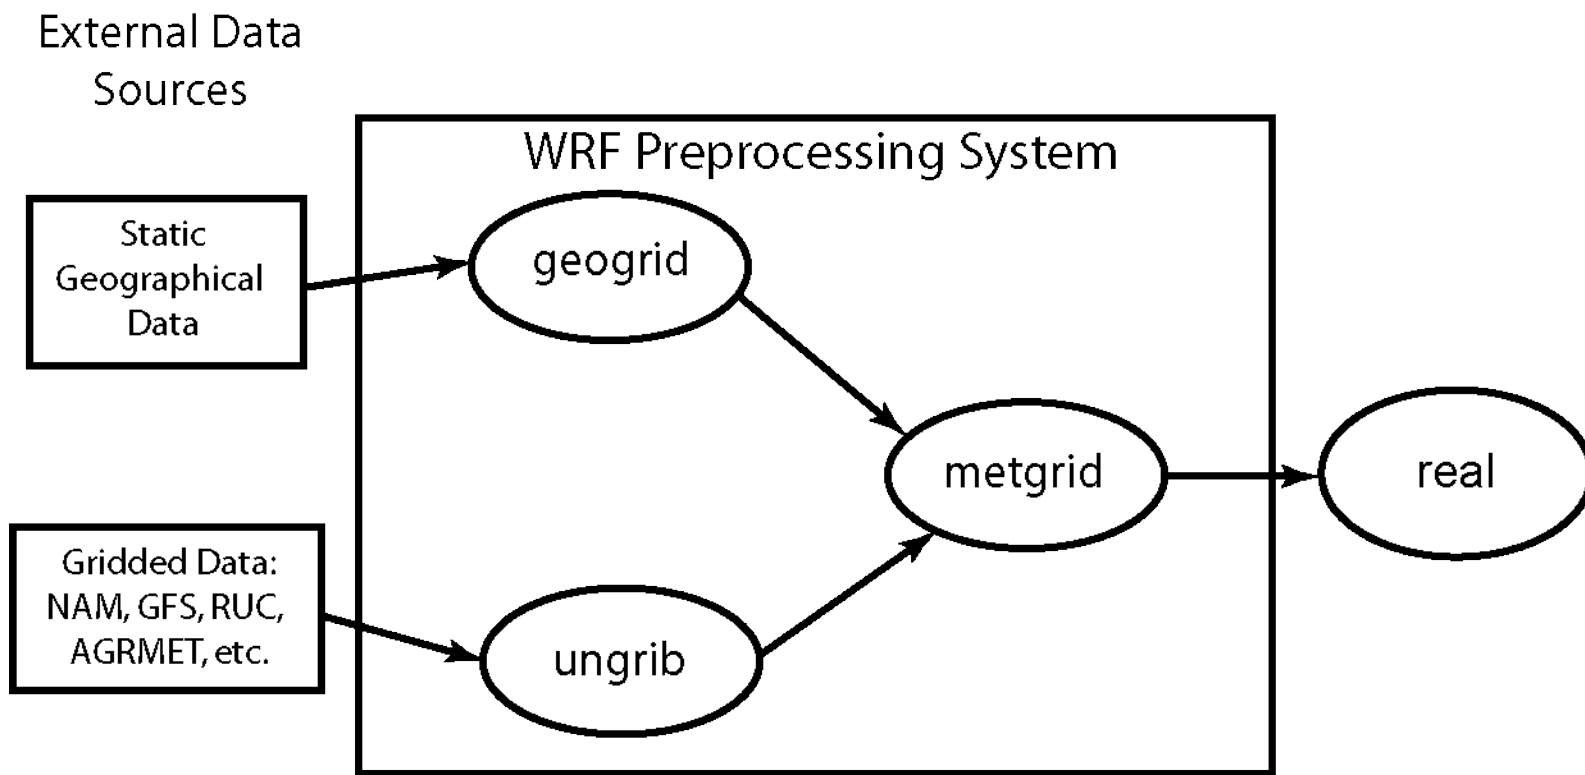 External Data
Sources
WRF Preprocessing System
Static
Geographical
Data
geogrid
metgrid
real
Gridded Data:
NAM, GFS, RUC,
AGRMET, etc.
ungrib